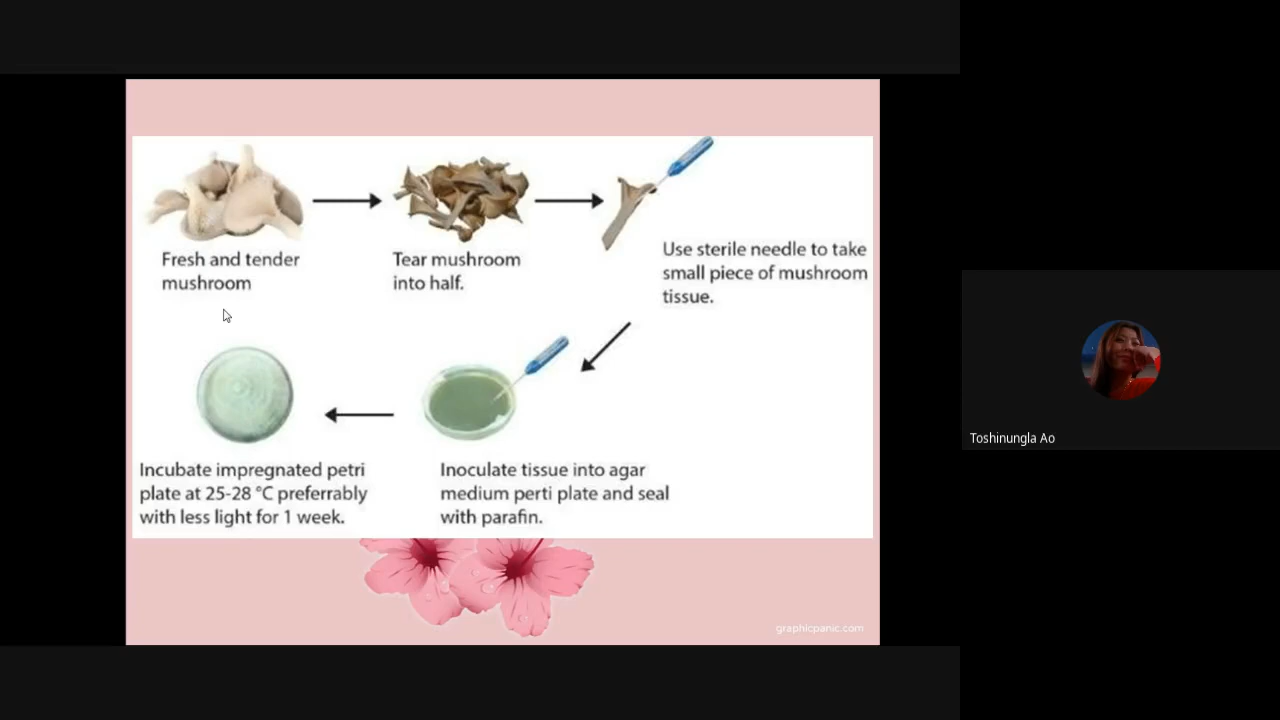 Fresh and tender
mushroom
Tear mushroom
into half.
Use sterile needle to take
small piece of mushroom
tissue.
Incubate impregnated petri
plate at 25-28 °C preferrably
with less light for 1 week.
Inoculate tissue into agar
medium perti plate and seal
with parafin.
graphicpanic.com
Toshinungla Ao